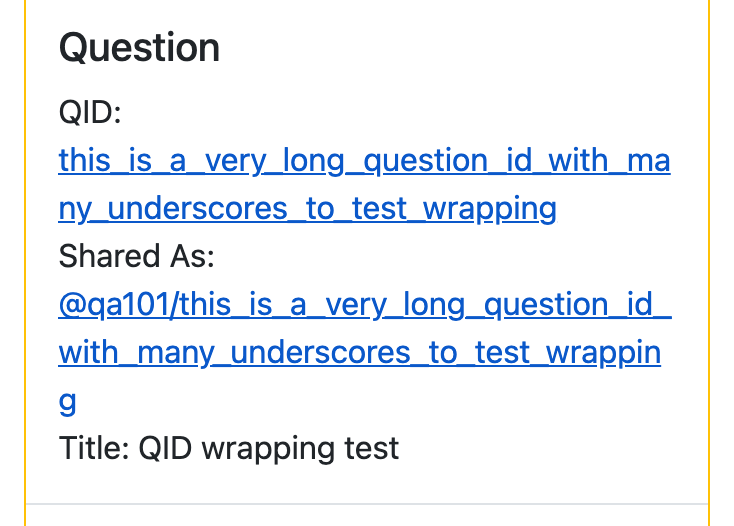 Question
QID:
this_is_a_very_long_question_id_with_ma
ny_underscores_to_test_wrapping
Shared As:
@qa101/this_is_a_very_long_question_id_
with_many_underscores_to_test_wrappin
g
Title: QID wrapping test